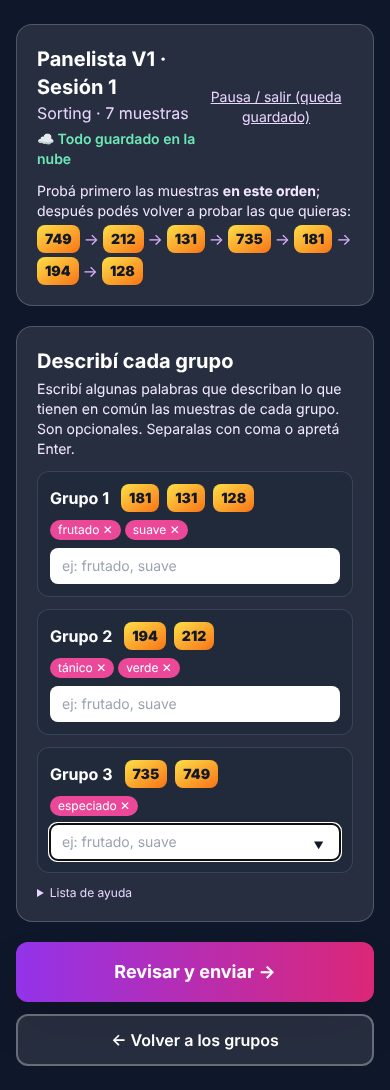 Panelista V1 ·
Sesión 1
Sorting · 7 muestras
☁️ Todo guardado en la
nube
Pausa / salir (queda
guardado)
Probá primero las muestras en este orden;
después podés volver a probar las que quieras:
749 → 212 → 131 → 735 → 181 →
194 → 128
Describí cada grupo
Escribí algunas palabras que describan lo que
tienen en común las muestras de cada grupo.
Son opcionales. Separalas con coma o apretá
Enter.
Grupo 1 181 131 128
frutado ✕ suave ✕
ej: frutado, suave
Grupo 2 194 212
tánico ✕ verde ✕
ej: frutado, suave
Grupo 3 735 749
especiado ✕
ej: frutado, suave
▸ Lista de ayuda
Revisar y enviar →
← Volver a los grupos